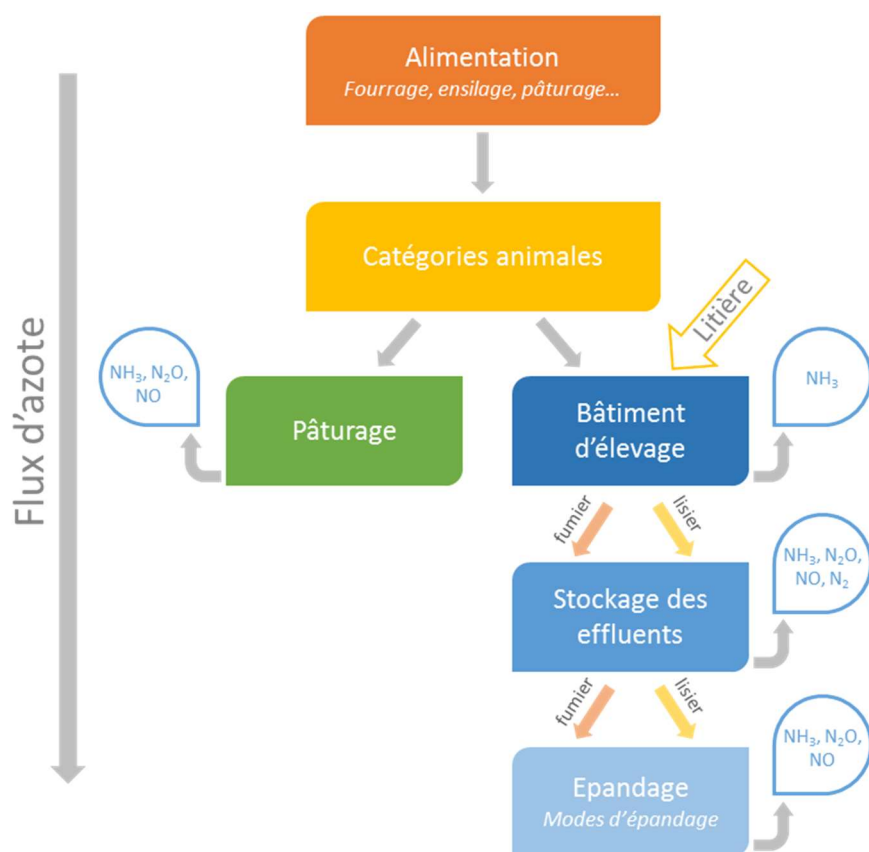 Alimentation
Fourrage, ensilage, pâturage...
Catégories animales
Litière
Flux d'azote
NH₃, N₂O,
NO
Pâturage
Bâtiment
d'élevage
NH₃
fumier
lisier
Stockage des
effluents
NH₃, N₂O,
NO, N₂
fumier
lisier
Epandage
Modes d'épandage
NH₃, N₂O,
NO